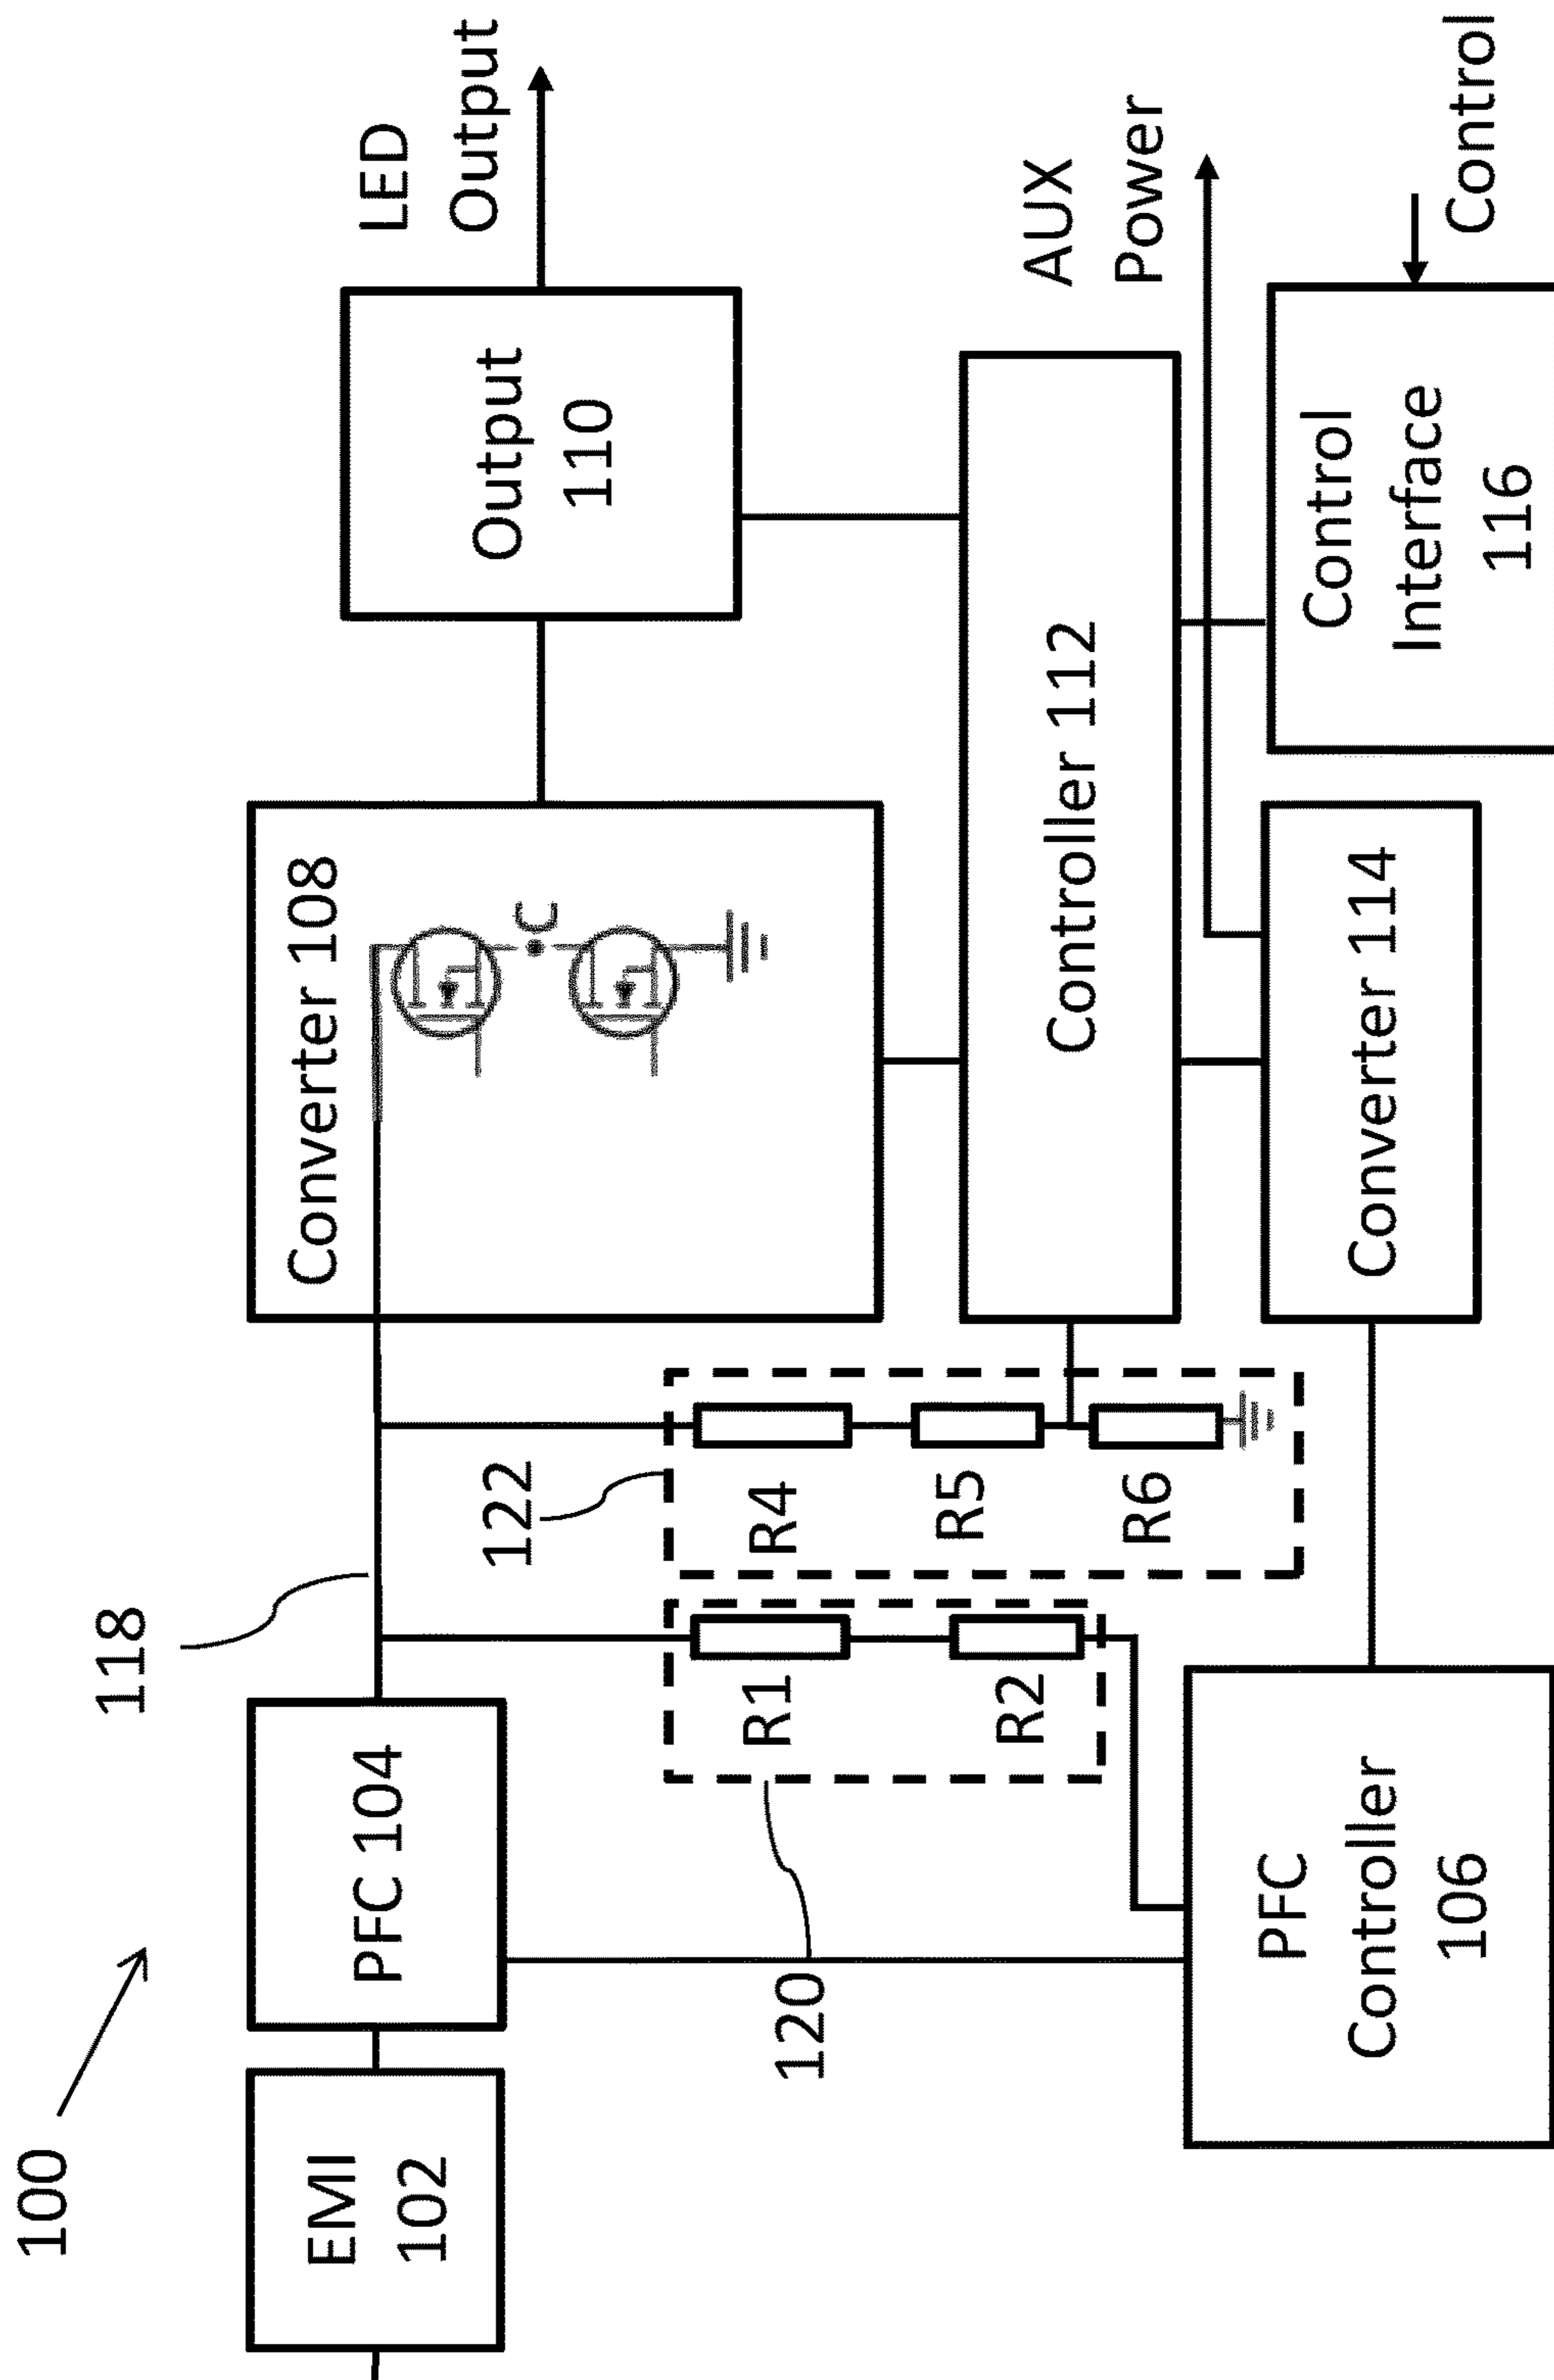 100
118
EMI
102
PFC 104
Converter 108
C
Output
110
LED
Output
122
120
R1
R2
R4
R5
R6
Controller 112
AUX
Power
PFC
Controller
106
Converter 114
Control
Interface
116
Control